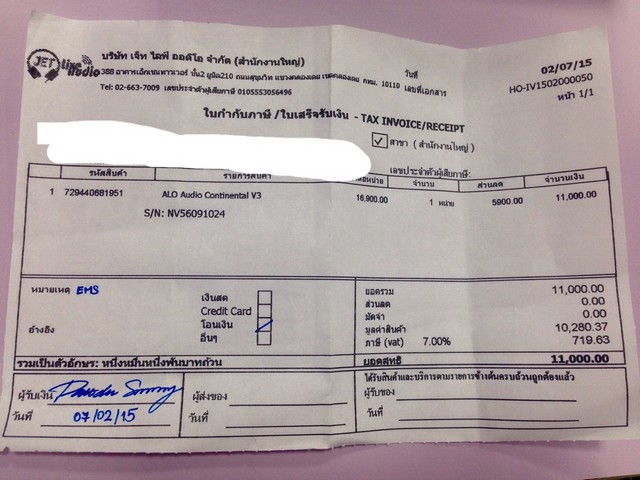 JET live audio
บริษัท เจ็ท ไลฟ์ ออดิโอ จำกัด (สำนักงานใหญ่)
388 อาคารเอ็กเชนทาวเวอร์ ชั้น2 ยูนิต210 ถนนสุขุมวิท แขวงคลองเตย เขตคลองเตย กทม. 10110
Tel: 02-663-7009 เลขประจำตัวผู้เสียภาษี 0105553056496
วันที่ 02/07/15
เลขที่เอกสาร HO-IV1502000050
หน้า 1/1
ใบกำกับภาษี /ใบเสร็จรับเงิน - TAX INVOICE/RECEIPT
สาขา ( สำนักงานใหญ่ )
เลขประจำตัวผู้เสียภาษี:
รหัสสินค้า รายการสินค้า จำนวน ส่วนลด จำนวนเงิน
1 729440681951 ALO Audio Continental V3 16,900.00 1 หน่วย 5900.00 11,000.00
S/N: NV56091024
หมายเหตุ EMS
อ้างอิง
เงินสด
Credit Card
โอนเงิน
อื่นๆ
ยอดรวม 11,000.00
ส่วนลด 0.00
มัดจำ 0.00
มูลค่าสินค้า 10,280.37
ภาษี (vat) 7.00% 719.63
รวมเป็นตัวอักษร: หนึ่งหมื่นหนึ่งพันบาทถ้วน ยอดสุทธิ 11,000.00
ผู้รับเงิน
วันที่ 07/02/15
ผู้ส่งของ
วันที่
ได้รับสินค้าและบริการตามรายการข้างต้นครบถ้วนถูกต้องแล้ว
ผู้รับของ
วันที่